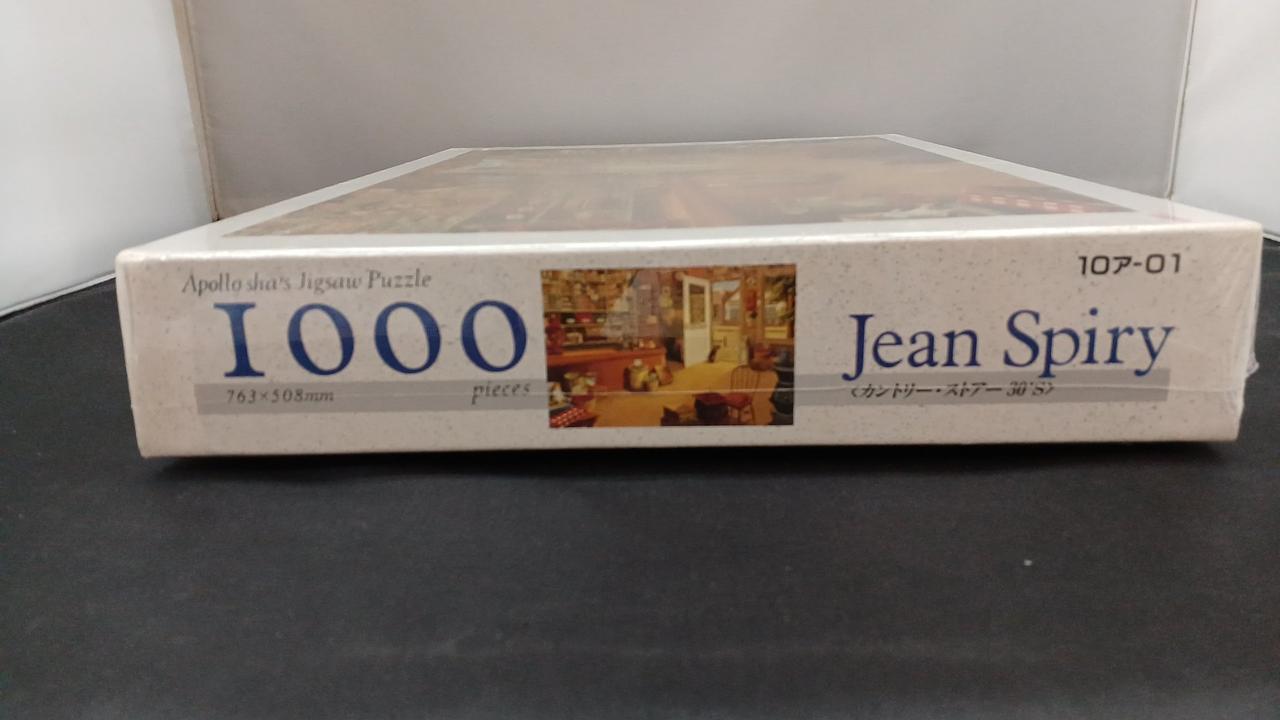 Apollo sha's Jigsaw Puzzle
1000
pieces
763×508mm
10ア-01
Jean Spiry
〈カントリー・ストアー 30'S〉